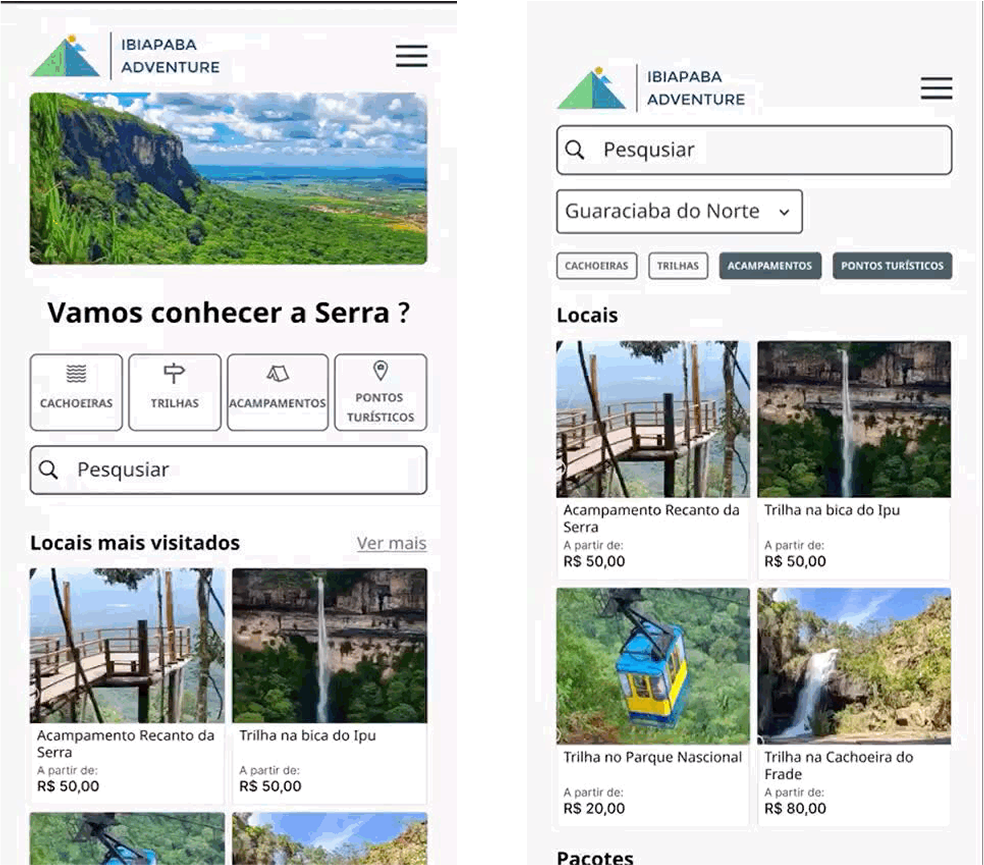 IBIAPABA
ADVENTURE
Vamos conhecer a Serra ?
CACHOEIRAS
TRILHAS
ACAMPAMENTOS
PONTOS
TURÍSTICOS
Pesqusiar
Locais mais visitados
Ver mais
Acampamento Recanto da
Serra
A partir de:
R$ 50,00
Trilha na bica do Ipu
A partir de:
R$ 50,00
IBIAPABA
ADVENTURE
Pesqusiar
Guaraciaba do Norte
CACHOEIRAS
TRILHAS
ACAMPAMENTOS
PONTOS TURÍSTICOS
Locais
Acampamento Recanto da
Serra
A partir de:
R$ 50,00
Trilha na bica do Ipu
A partir de:
R$ 50,00
Trilha no Parque Nascional
A partir de:
R$ 20,00
Trilha na Cachoeira do
Frade
A partir de:
R$ 80,00
Pacotes